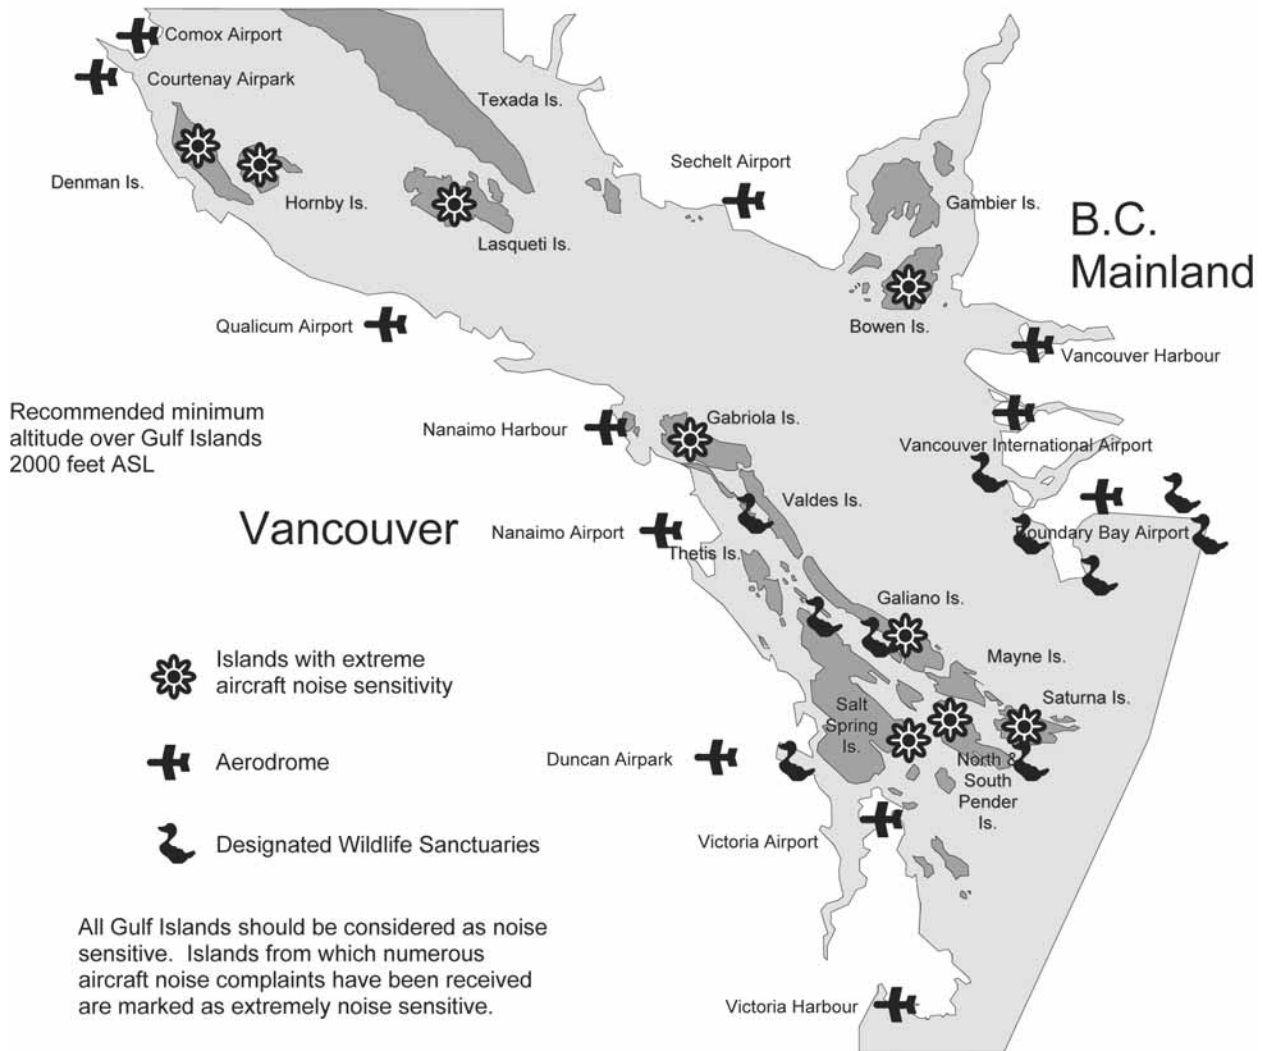 Comox Airport
Courtenay Airpark
Texada Is.
Sechelt Airport
Denman Is.
Hornby Is.
Gambier Is.
B.C.
Mainland
Lasqueti Is.
Qualicum Airport
Bowen Is.
Vancouver Harbour
Recommended minimum
altitude over Gulf Islands
2000 feet ASL
Nanaimo Harbour
Gabriola Is.
Vancouver International Airport
Valdes Is.
Vancouver
Nanaimo Airport
Boundary Bay Airport
Thetis Is.
Galiano Is.
Islands with extreme
aircraft noise sensitivity
Mayne Is.
Saturna Is.
Salt
Spring
Is.
Aerodrome
Duncan Airpark
North &
South
Pender
Is.
Designated Wildlife Sanctuaries
Victoria Airport
All Gulf Islands should be considered as noise
sensitive.  Islands from which numerous
aircraft noise complaints have been received
are marked as extremely noise sensitive.
Victoria Harbour